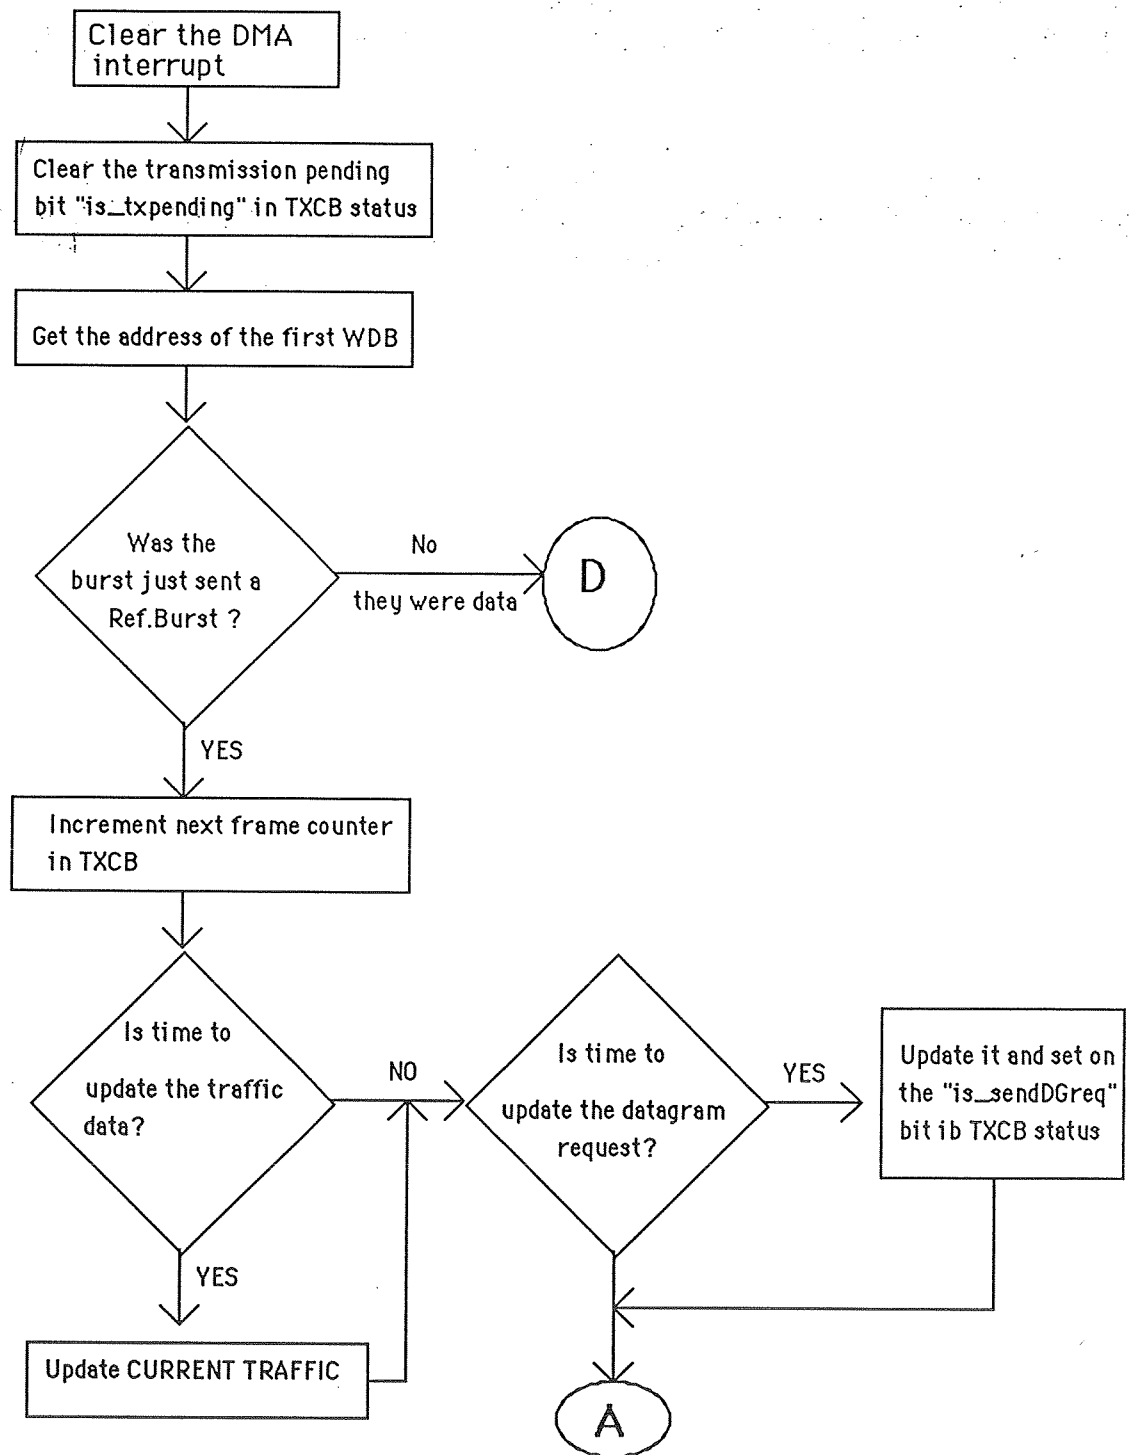 Clear the DMA
interrupt
Clear the transmission pending
bit "is_txpending" in TXCB status
Get the address of the first WDB
Was the
burst just sent a
Ref.Burst ?
No
they were data
D
YES
Increment next frame counter
in TXCB
Is time to
update the traffic
data?
NO
YES
Update CURRENT TRAFFIC
Is time to
update the datagram
request?
YES
Update it and set on
the "is_sendDGreq"
bit ib TXCB status
A